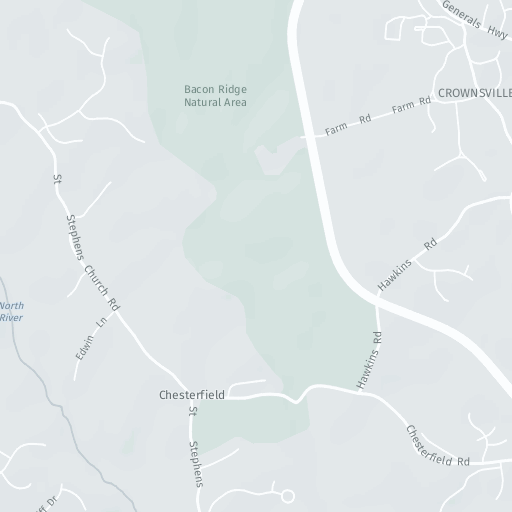 Generals Hwy
Bacon Ridge
Natural Area
CROWNSVILLE
Farm Rd
Farm Rd
St
Stephens
Church Rd
Hawkins Rd
North
River
Edwin Ln
Hawkins Rd
Chesterfield
St
Stephens
Chesterfield Rd
Dr